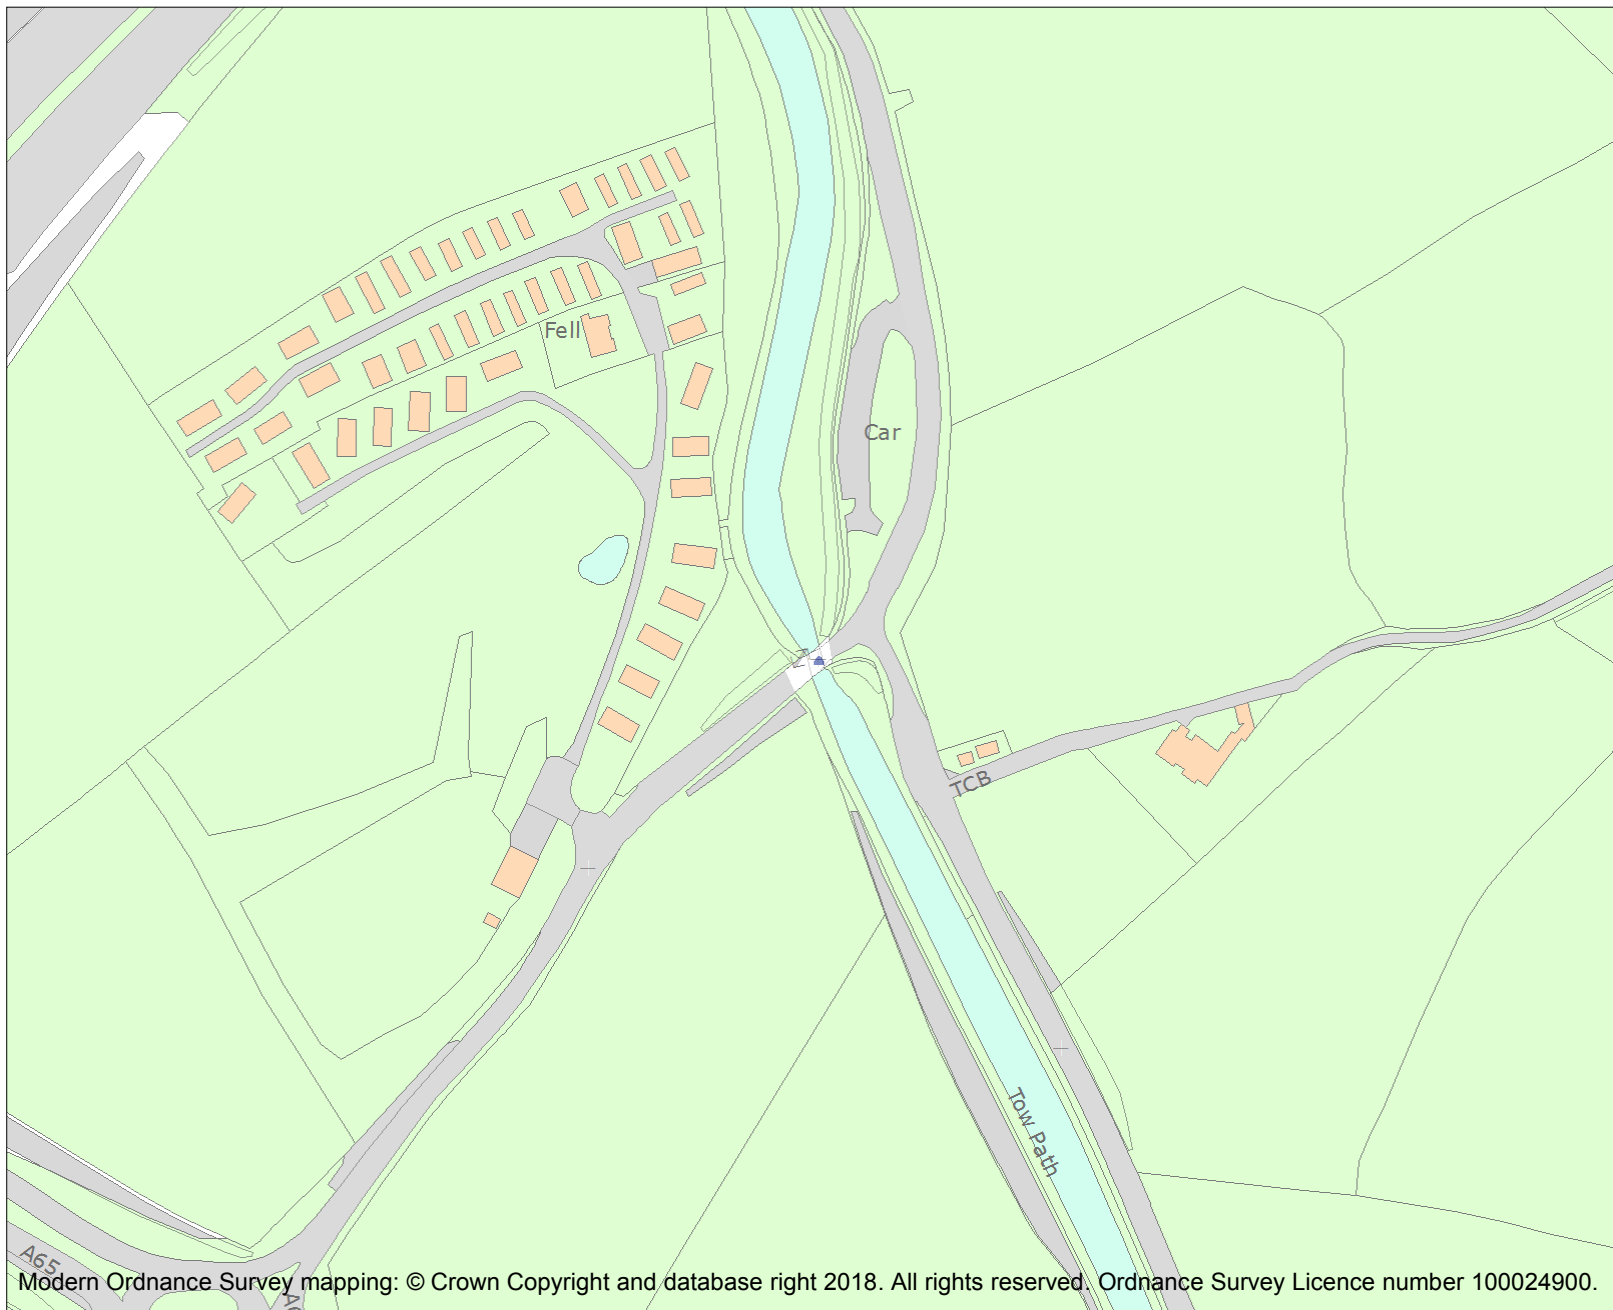 Fell
Car
TCB
Tow Path
A65
Modern Ordnance Survey mapping: © Crown Copyright and database right 2018. All rights reserved. Ordnance Survey Licence number 100024900.